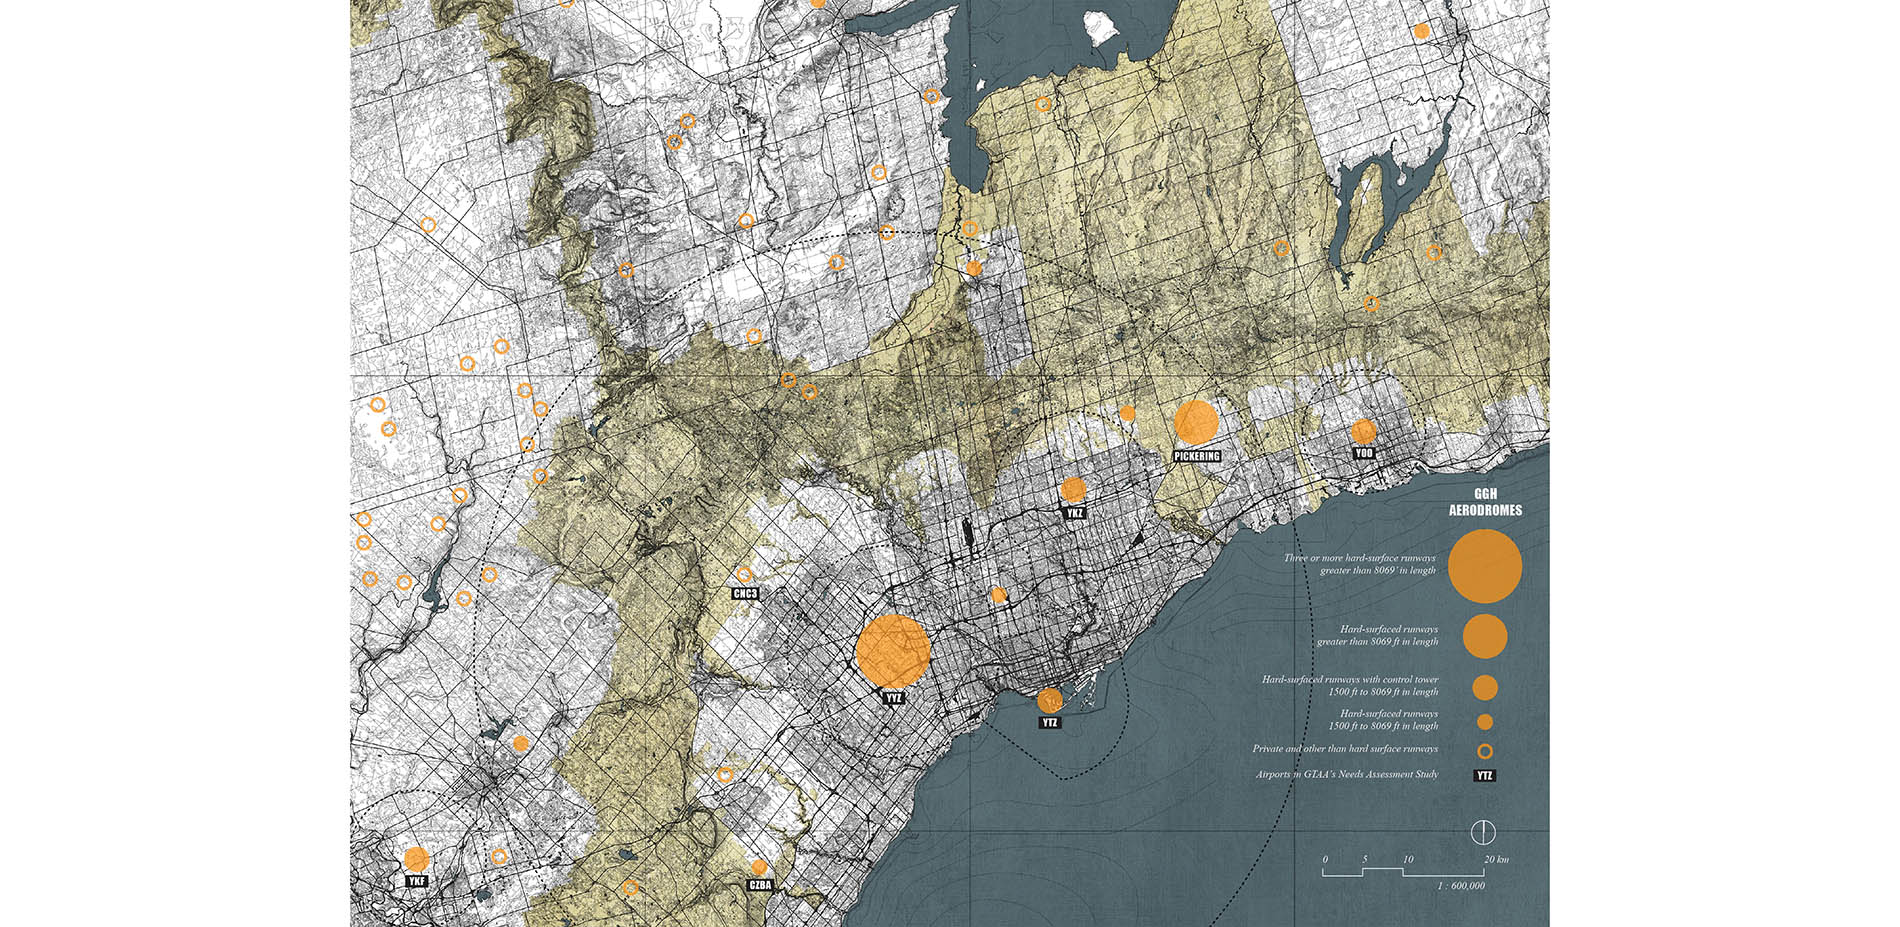 PICKERING
YOO
YKZ
CNC3
YYZ
YTZ
YKF
CZBA
GGH
AERODROMES
Three or more hard-surface runways
greater than 8069' in length
Hard-surfaced runways
greater than 8069 ft in length
Hard-surfaced runways with control tower
1500 ft to 8069 ft in length
Hard-surfaced runways
1500 ft to 8069 ft in length
Private and other than hard surface runways
Airports in GTAA's Needs Assessment Study
YTZ
0 5 10 20 km
1 : 600,000